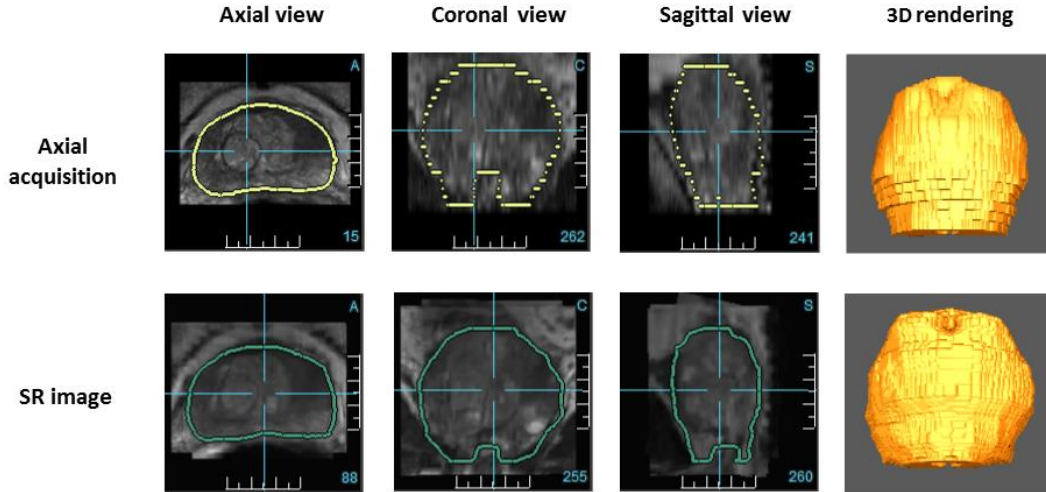 Axial view Coronal view Sagittal view 3D rendering
Axial
acquisition
A C S
15 262 241
SR image
A C S
88 255 260